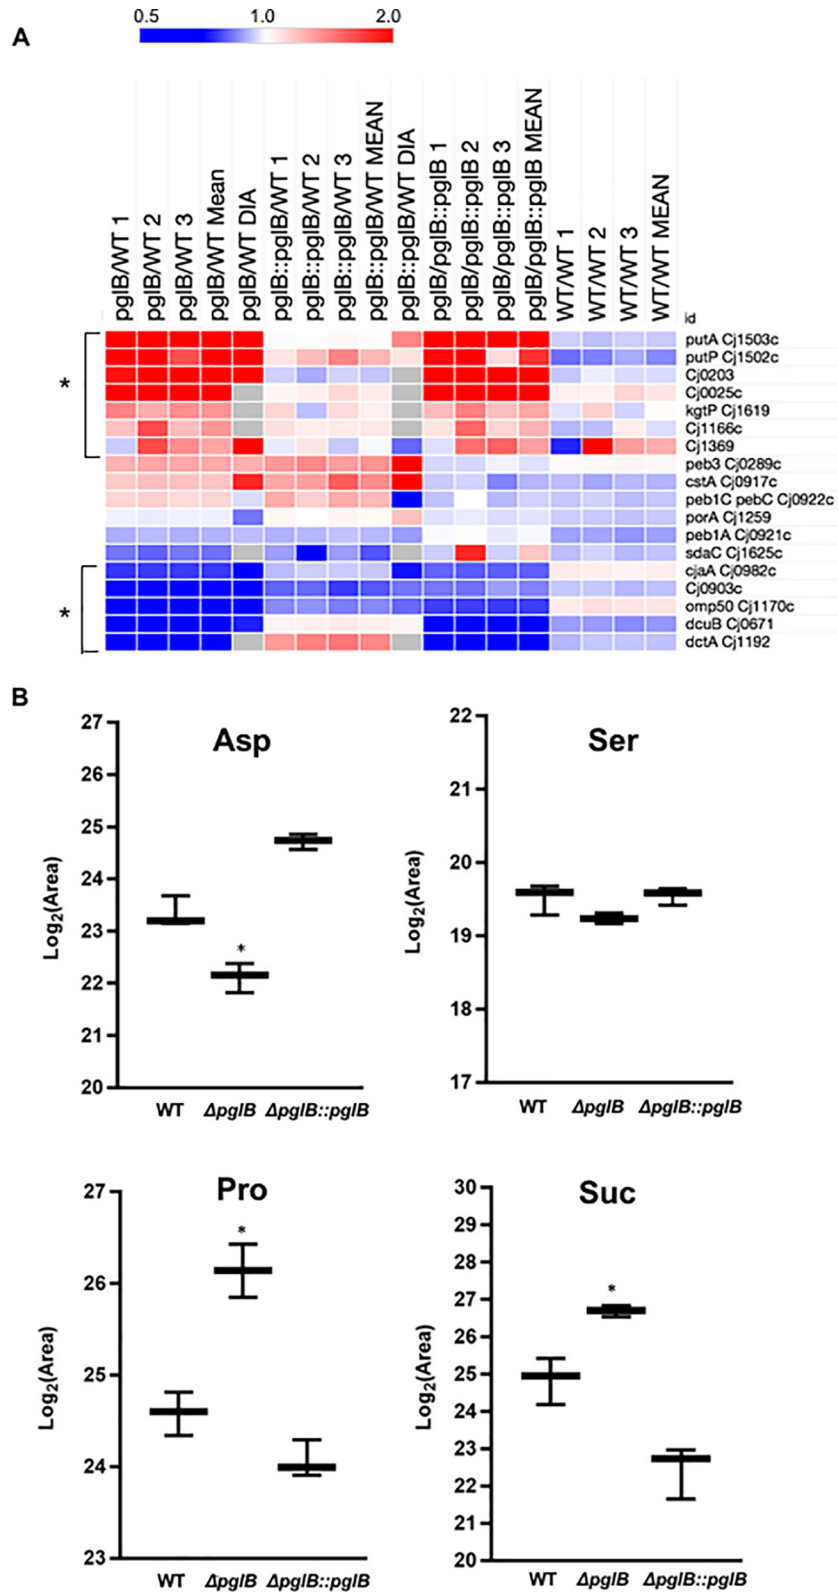 A
0.5 1.0 2.0
pglB/WT 1
pglB/WT 2
pglB/WT 3
pglB/WT Mean
pglB/WT DIA
pglB::pglB/WT 1
pglB::pglB/WT 2
pglB::pglB/WT 3
pglB::pglB/WT MEAN
pglB::pglB/WT DIA
pglB/pglB::pglB 1
pglB/pglB::pglB 2
pglB/pglB::pglB 3
pglB/pglB::pglB MEAN
WT/WT 1
WT/WT 2
WT/WT 3
WT/WT MEAN
id
putA Cj1503c
putP Cj1502c
Cj0203
*
Cj0025c
kgtP Cj1619
Cj1166c
Cj1369
peb3 Cj0289c
cstA Cj0917c
peb1C pebC Cj0922c
porA Cj1259
peb1A Cj0921c
sdaC Cj1625c
cjaA Cj0982c
Cj0903c
*
omp50 Cj1170c
dcuB Cj0671
dctA Cj1192
B
Asp
Log2(Area)
27
26
25
24
23
22
21
20
*
WT ΔpglB ΔpglB::pglB
Ser
Log2(Area)
22
21
20
19
18
17
WT ΔpglB ΔpglB::pglB
Pro
Log2(Area)
27
26
25
24
23
*
WT ΔpglB ΔpglB::pglB
Suc
Log2(Area)
30
29
28
27
26
25
24
23
22
21
20
*
WT ΔpglB ΔpglB::pglB